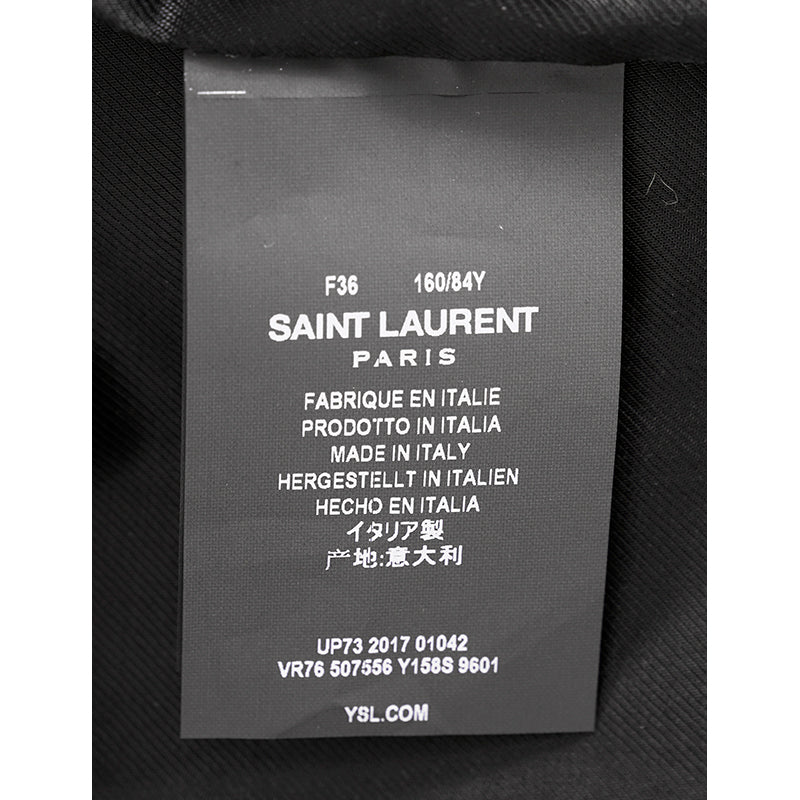 F36 160/84Y
SAINT LAURENT
PARIS
FABRIQUE EN ITALIE
PRODOTTO IN ITALIA
MADE IN ITALY
HERGESTELLT IN ITALIEN
HECHO EN ITALIA
イタリア製
产地:意大利
UP73 2017 01042
VR76 507556 Y158S 9601
YSL.COM